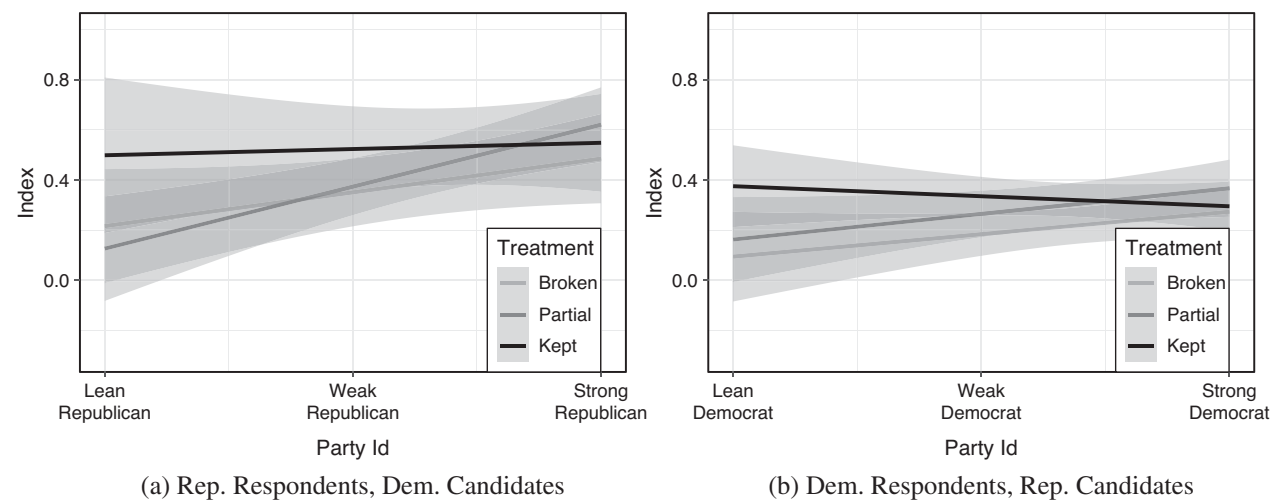 0.8
0.4
0.0
Index
Treatment
Broken
Partial
Kept
Lean
Republican
Weak
Republican
Strong
Republican
Party Id
(a) Rep. Respondents, Dem. Candidates
0.8
0.4
0.0
Index
Treatment
Broken
Partial
Kept
Lean
Democrat
Weak
Democrat
Strong
Democrat
Party Id
(b) Dem. Respondents, Rep. Candidates